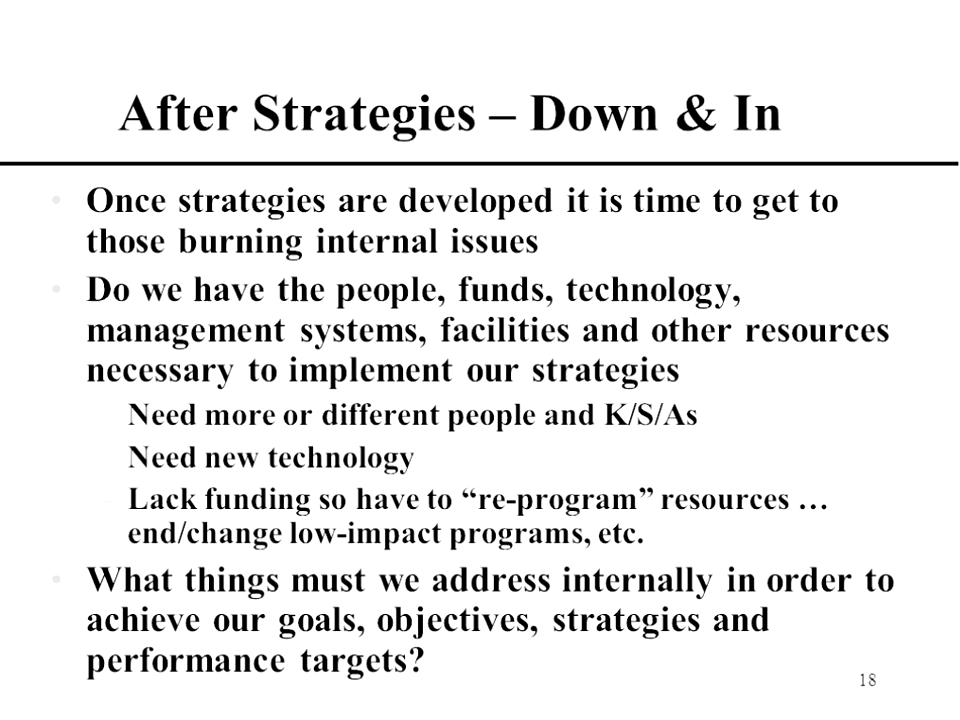 After Strategies – Down & In
• Once strategies are developed it is time to get to
those burning internal issues
• Do we have the people, funds, technology,
management systems, facilities and other resources
necessary to implement our strategies
Need more or different people and K/S/As
Need new technology
– Lack funding so have to “re-program” resources …
end/change low-impact programs, etc.
• What things must we address internally in order to
achieve our goals, objectives, strategies and
performance targets?
18